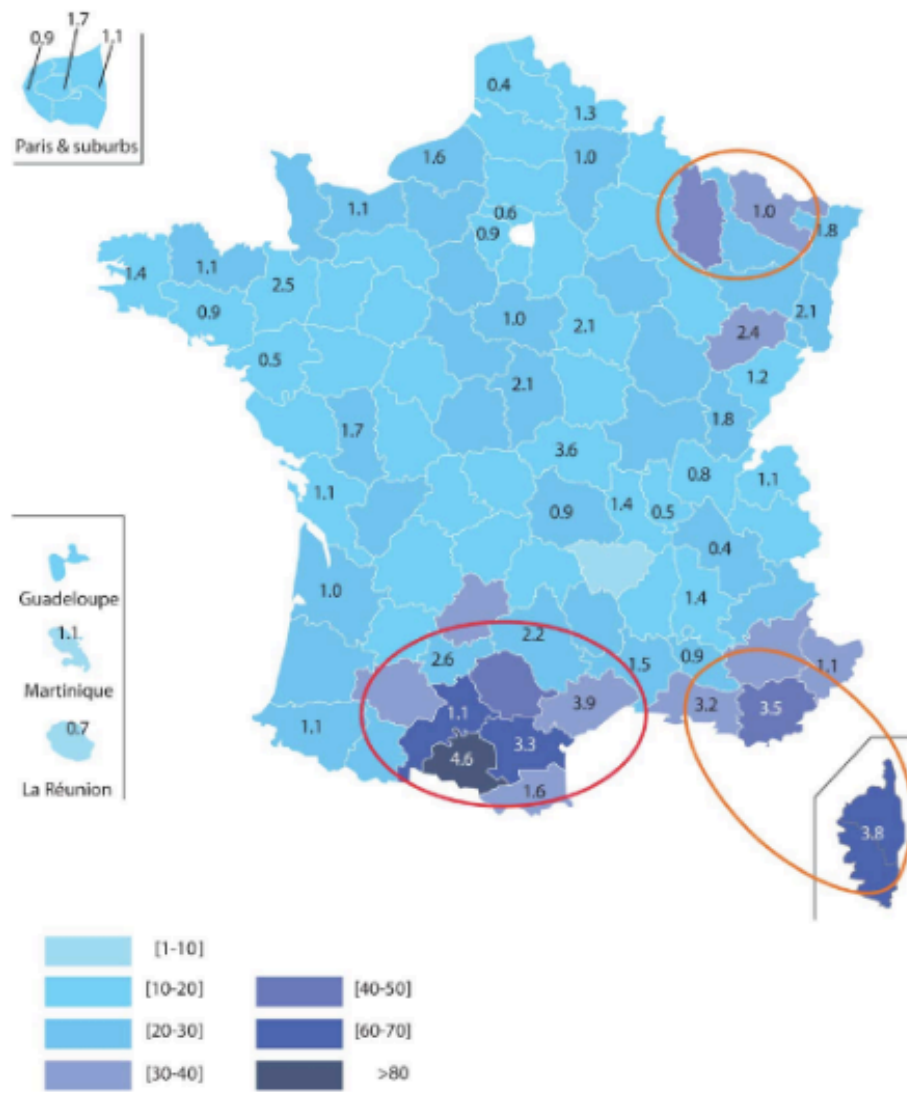 1.7
0.9 1.1
Paris & suburbs
0.4
1.3
1.6 1.0
1.1 0.6 1.0
0.9 1.8
1.4 1.1 2.5
0.9 1.0 2.1 2.1
0.5 2.4
2.1 1.2
1.7 1.8
3.6
1.1 0.8 1.1
0.9 1.4 0.5
0.4
1.0 1.4
Guadeloupe
1.1
Martinique
0.7
La Réunion
2.2
2.6 1.5 0.9 1.1
1.1 3.9 3.2 3.5
1.1 3.3
4.6
1.6
3.8
[1-10]
[10-20] [40-50]
[20-30] [60-70]
[30-40] >80